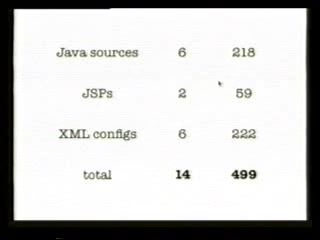 Java sources 6 218
JSPs 2 59
XML configs 6 222
total 14 499